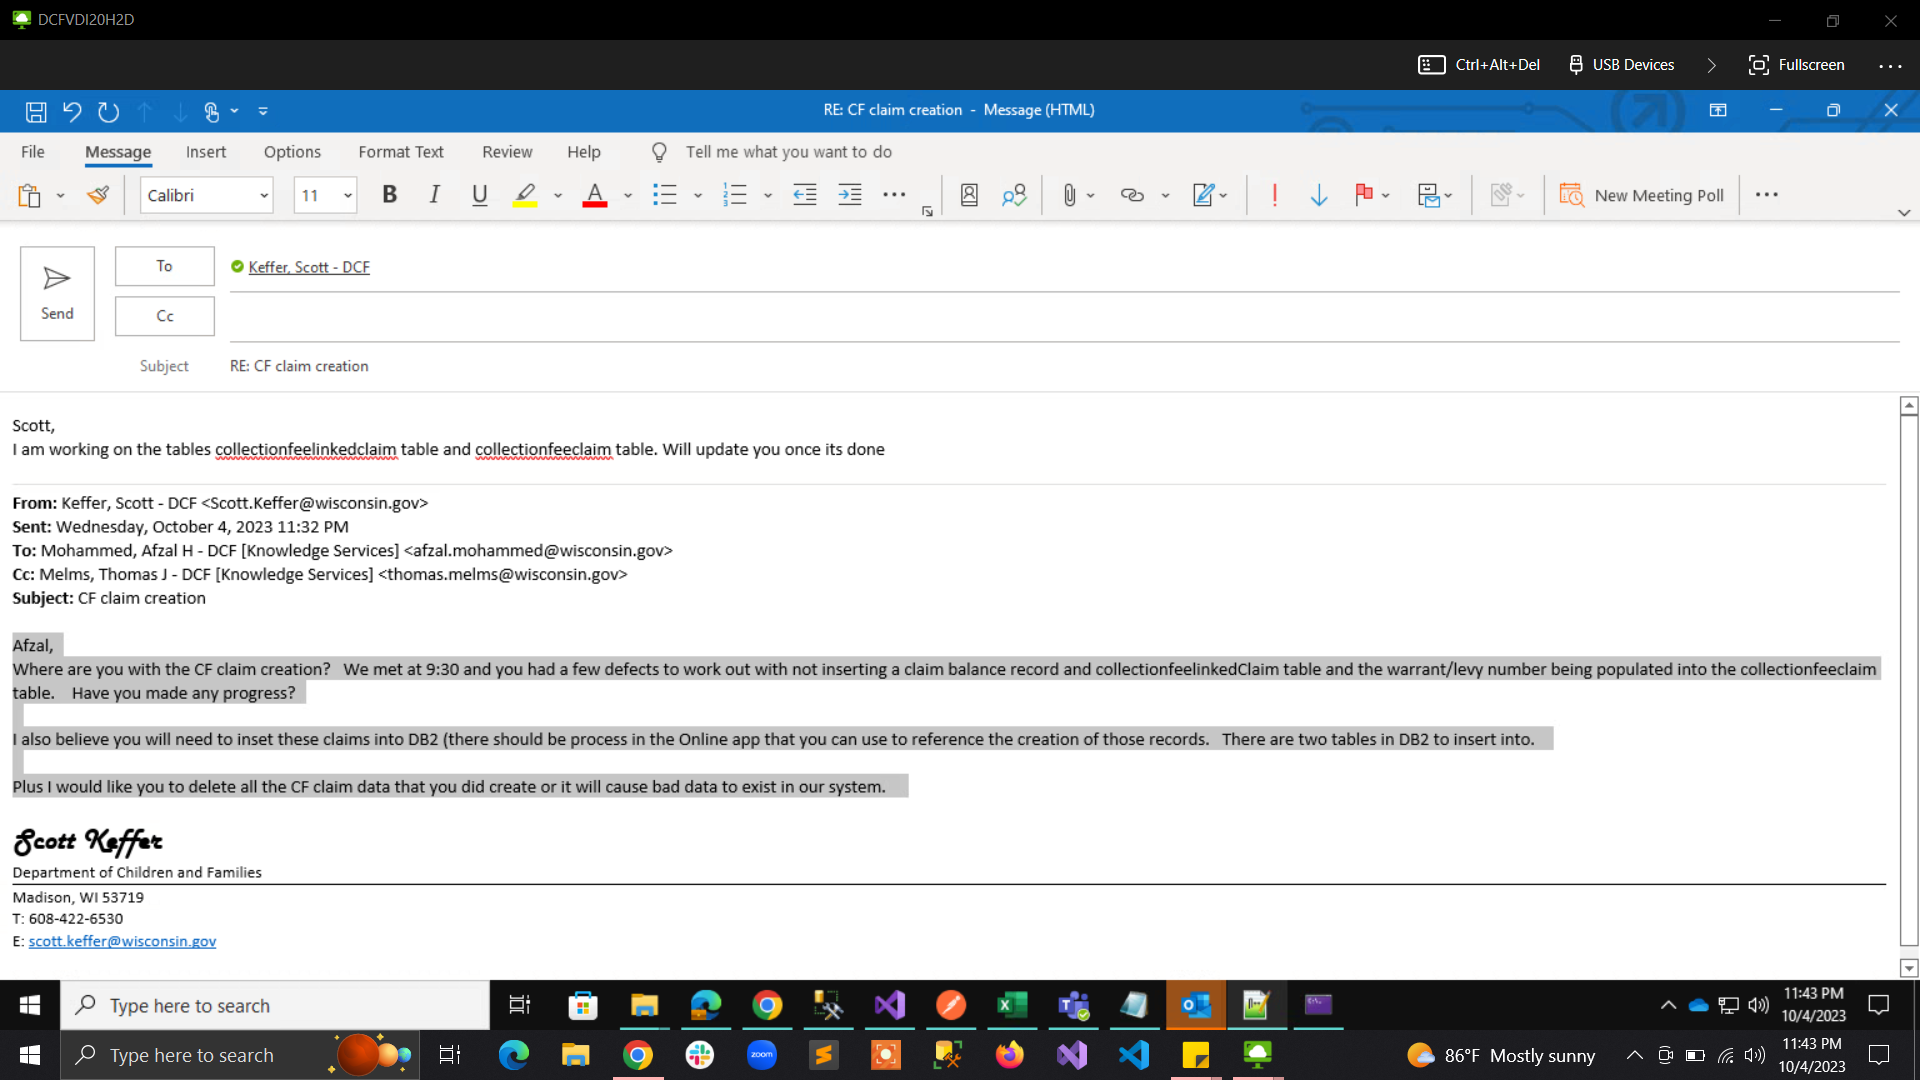 DCFVDI20H2D
Ctrl+Alt+Del
USB Devices
Fullscreen
RE: CF claim creation - Message (HTML)
File Message Insert Options Format Text Review Help Tell me what you want to do
Calibri 11 B I U A New Meeting Poll
Send
To
Keffer, Scott - DCF
Cc
Subject RE: CF claim creation
Scott,
I am working on the tables collectionfeelinkedclaim table and collectionfeeclaim table. Will update you once its done
From: Keffer, Scott - DCF <Scott.Keffer@wisconsin.gov>
Sent: Wednesday, October 4, 2023 11:32 PM
To: Mohammed, Afzal H - DCF [Knowledge Services] <afzal.mohammed@wisconsin.gov>
Cc: Melms, Thomas J - DCF [Knowledge Services] <thomas.melms@wisconsin.gov>
Subject: CF claim creation
Afzal,
Where are you with the CF claim creation? We met at 9:30 and you had a few defects to work out with not inserting a claim balance record and collectionfeelinkedClaim table and the warrant/levy number being populated into the collectionfeeclaim
table. Have you made any progress?
I also believe you will need to inset these claims into DB2 (there should be process in the Online app that you can use to reference the creation of those records. There are two tables in DB2 to insert into.
Plus I would like you to delete all the CF claim data that you did create or it will cause bad data to exist in our system.
Scott Keffer
Department of Children and Families
Madison, WI 53719
T: 608-422-6530
E: scott.keffer@wisconsin.gov
Type here to search
11:43 PM
10/4/2023
Type here to search
zoom
86°F Mostly sunny
11:43 PM
10/4/2023